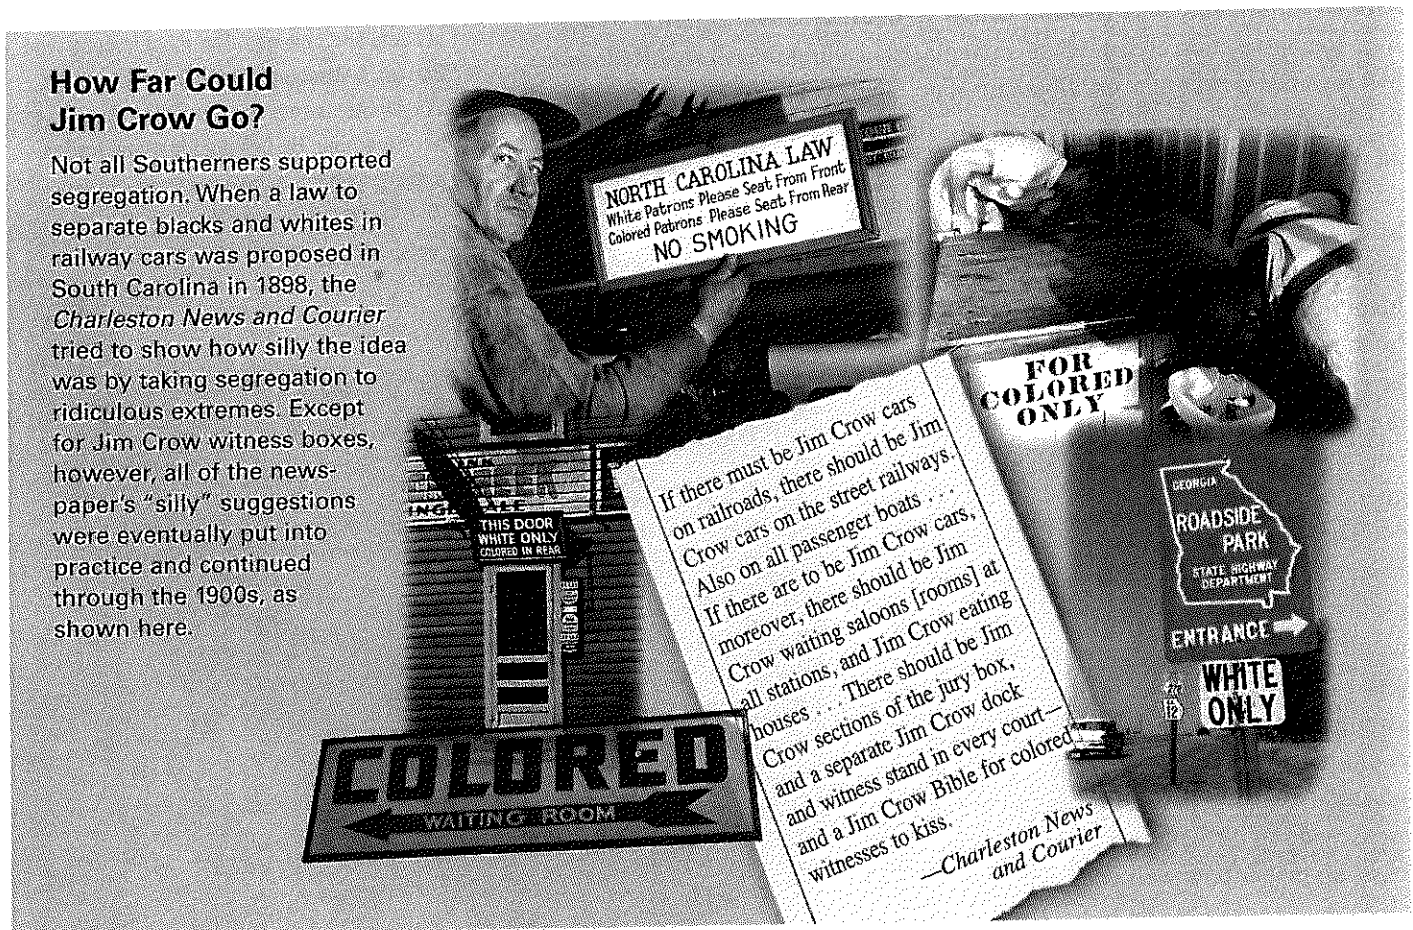 How Far Could
Jim Crow Go?
Not all Southerners supported
segregation. When a law to
separate blacks and whites in
railway cars was proposed in
South Carolina in 1898, the
Charleston News and Courier
tried to show how silly the idea
was by taking segregation to
ridiculous extremes. Except
for Jim Crow witness boxes,
however, all of the news-
paper's "silly" suggestions
were eventually put into
practice and continued
through the 1900s, as
shown here.
NORTH CAROLINA LAW
White Patrons Please Seat From Front
Colored Patrons Please Seat From Rear
NO SMOKING
FOR
COLORED
ONLY
THIS DOOR
WHITE ONLY
COLORED IN REAR
COLORED
WAITING ROOM
If there must be Jim Crow cars
on railroads, there should be Jim
Crow cars on the street railways.
Also on all passenger boats . . .
If there are to be Jim Crow cars,
moreover, there should be Jim
Crow waiting saloons [rooms] at
all stations, and Jim Crow eating
houses . . . There should be Jim
Crow sections of the jury box,
and a separate Jim Crow dock
and witness stand in every court—
and a Jim Crow Bible for colored
witnesses to kiss.
—Charleston News
and Courier
GEORGIA
ROADSIDE
PARK
STATE HIGHWAY
DEPARTMENT
ENTRANCE
WHITE
ONLY